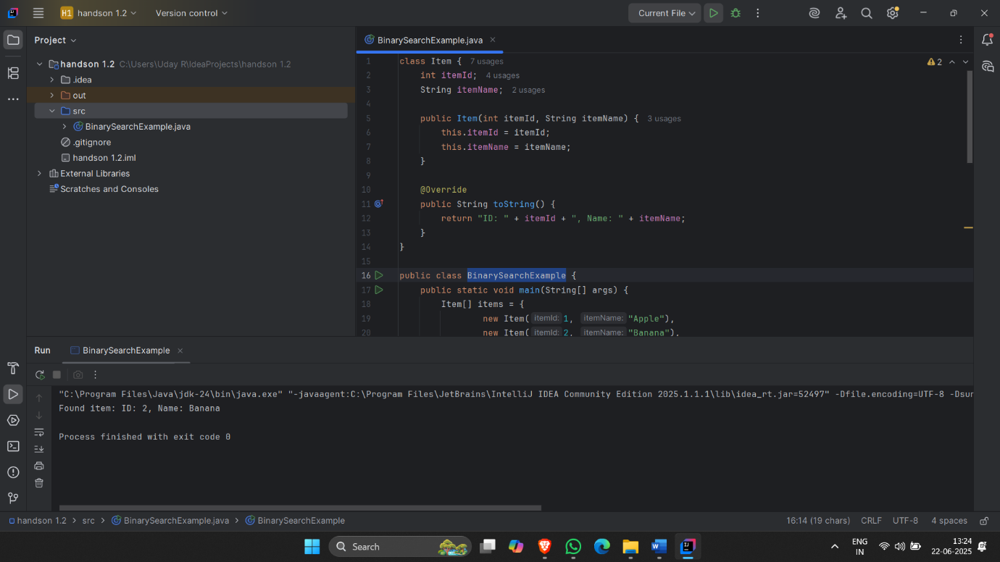 H1 handson 1.2 Version control Current File
Project
BinarySearchExample.java
handson 1.2 C:\Users\Uday R\IdeaProjects\handson 1.2
.idea
out
src
BinarySearchExample.java
.gitignore
handson 1.2.iml
External Libraries
Scratches and Consoles
2
1 class Item { 7 usages
2 int itemId; 4 usages
3 String itemName; 2 usages
4
5 public Item(int itemId, String itemName) { 3 usages
6 this.itemId = itemId;
7 this.itemName = itemName;
8 }
9
10 @Override
11 public String toString() {
12 return "ID: " + itemId + ", Name: " + itemName;
13 }
14 }
15
16 public class BinarySearchExample {
17 public static void main(String[] args) {
18 Item[] items = {
19 new Item( itemId: 1, itemName: "Apple"),
20 new Item( itemId: 2, itemName: "Banana"),
Run BinarySearchExample
"C:\Program Files\Java\jdk-24\bin\java.exe" "-javaagent:C:\Program Files\JetBrains\IntelliJ IDEA Community Edition 2025.1.1.1\lib\idea_rt.jar=52497" -Dfile.encoding=UTF-8 -Dsur
Found item: ID: 2, Name: Banana
Process finished with exit code 0
handson 1.2 > src > BinarySearchExample.java > BinarySearchExample 16:14 (19 chars) CRLF UTF-8 4 spaces
Search
ENG
IN
13:24
22-06-2025